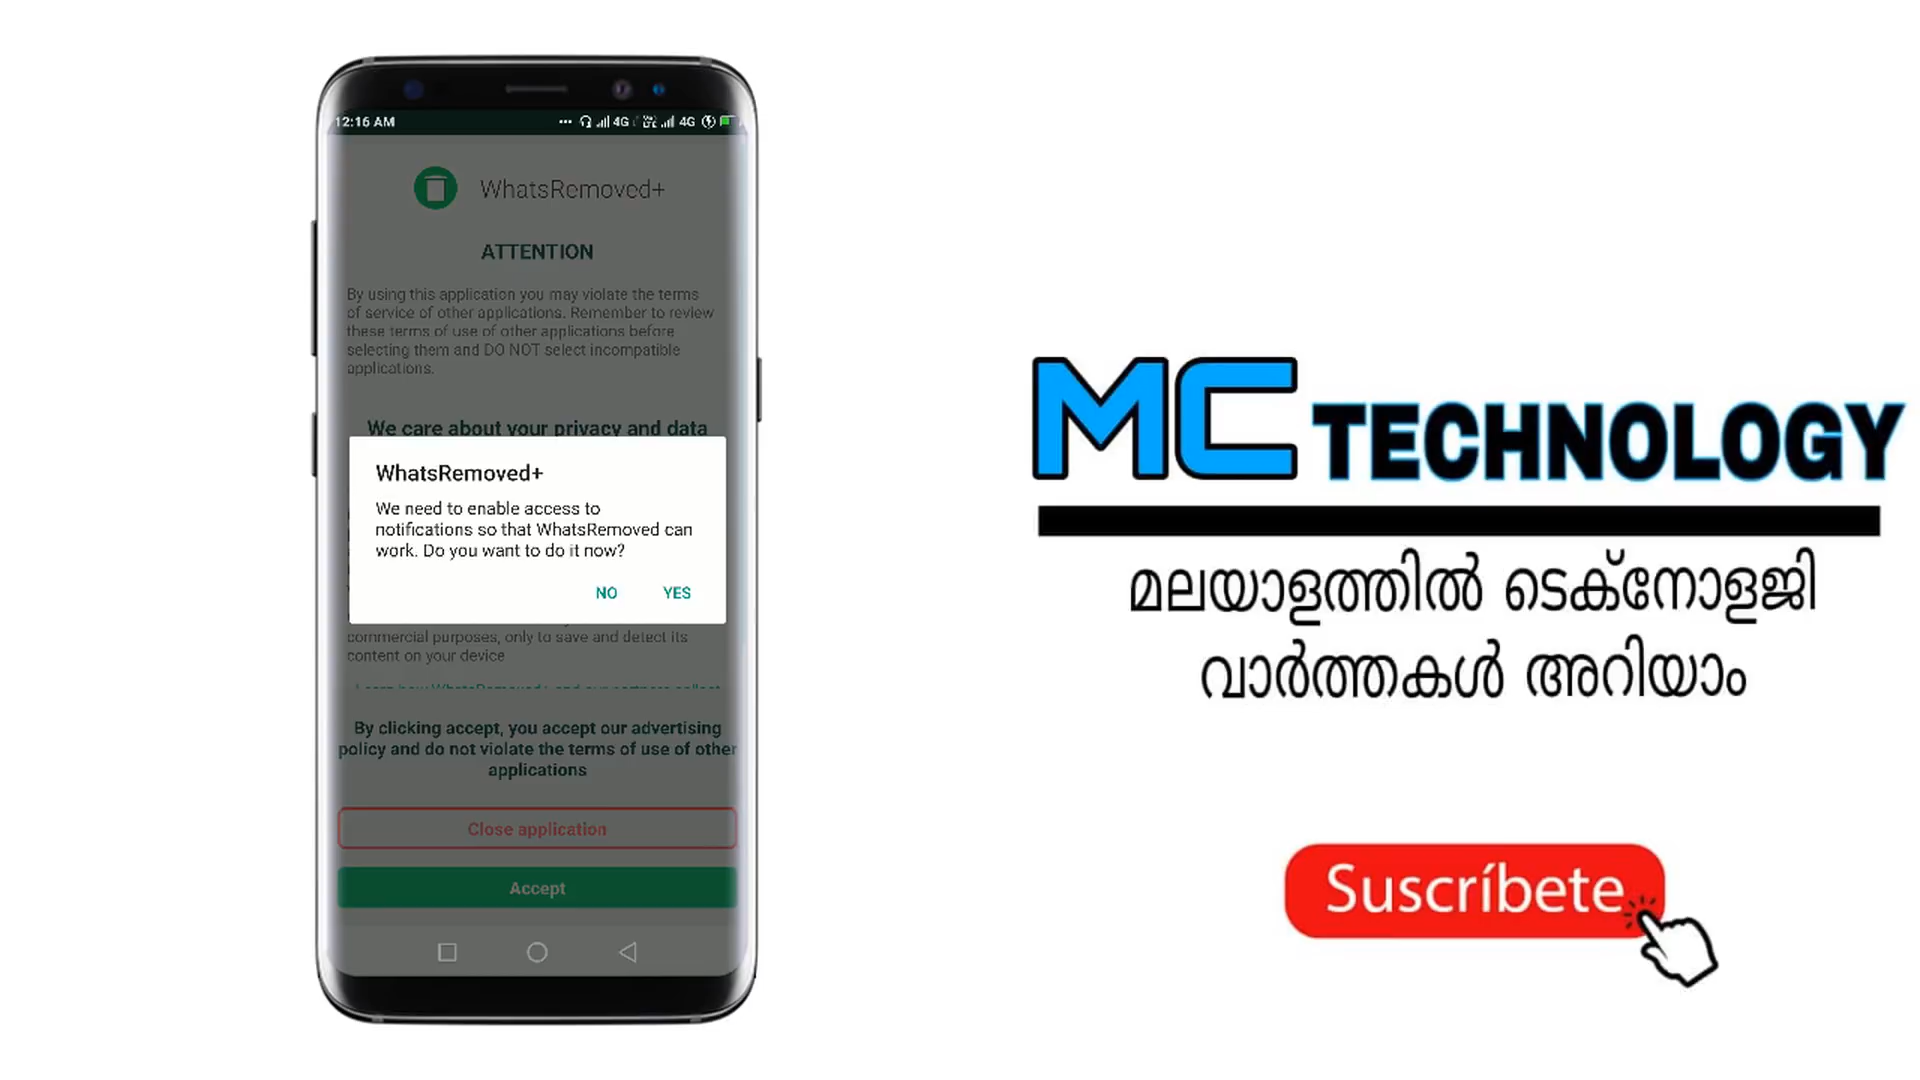 12:16 AM
4G
4G
WhatsRemoved+
ATTENTION
By using this application you may violate the terms
of service of other applications. Remember to review
these terms of use of other applications before
selecting them and DO NOT select incompatible
applications.
We care about your privacy and data
WhatsRemoved+
We need to enable access to
notifications so that WhatsRemoved can
work. Do you want to do it now?
NO YES
commercial purposes, only to save and detect its
content on your device
By clicking accept, you accept our advertising
policy and do not violate the terms of use of other
applications
Close application
Accept
MC TECHNOLOGY
മലയാളത്തിൽ ടെക്നോളജി
വാർത്തകൾ അറിയാം
Suscríbete